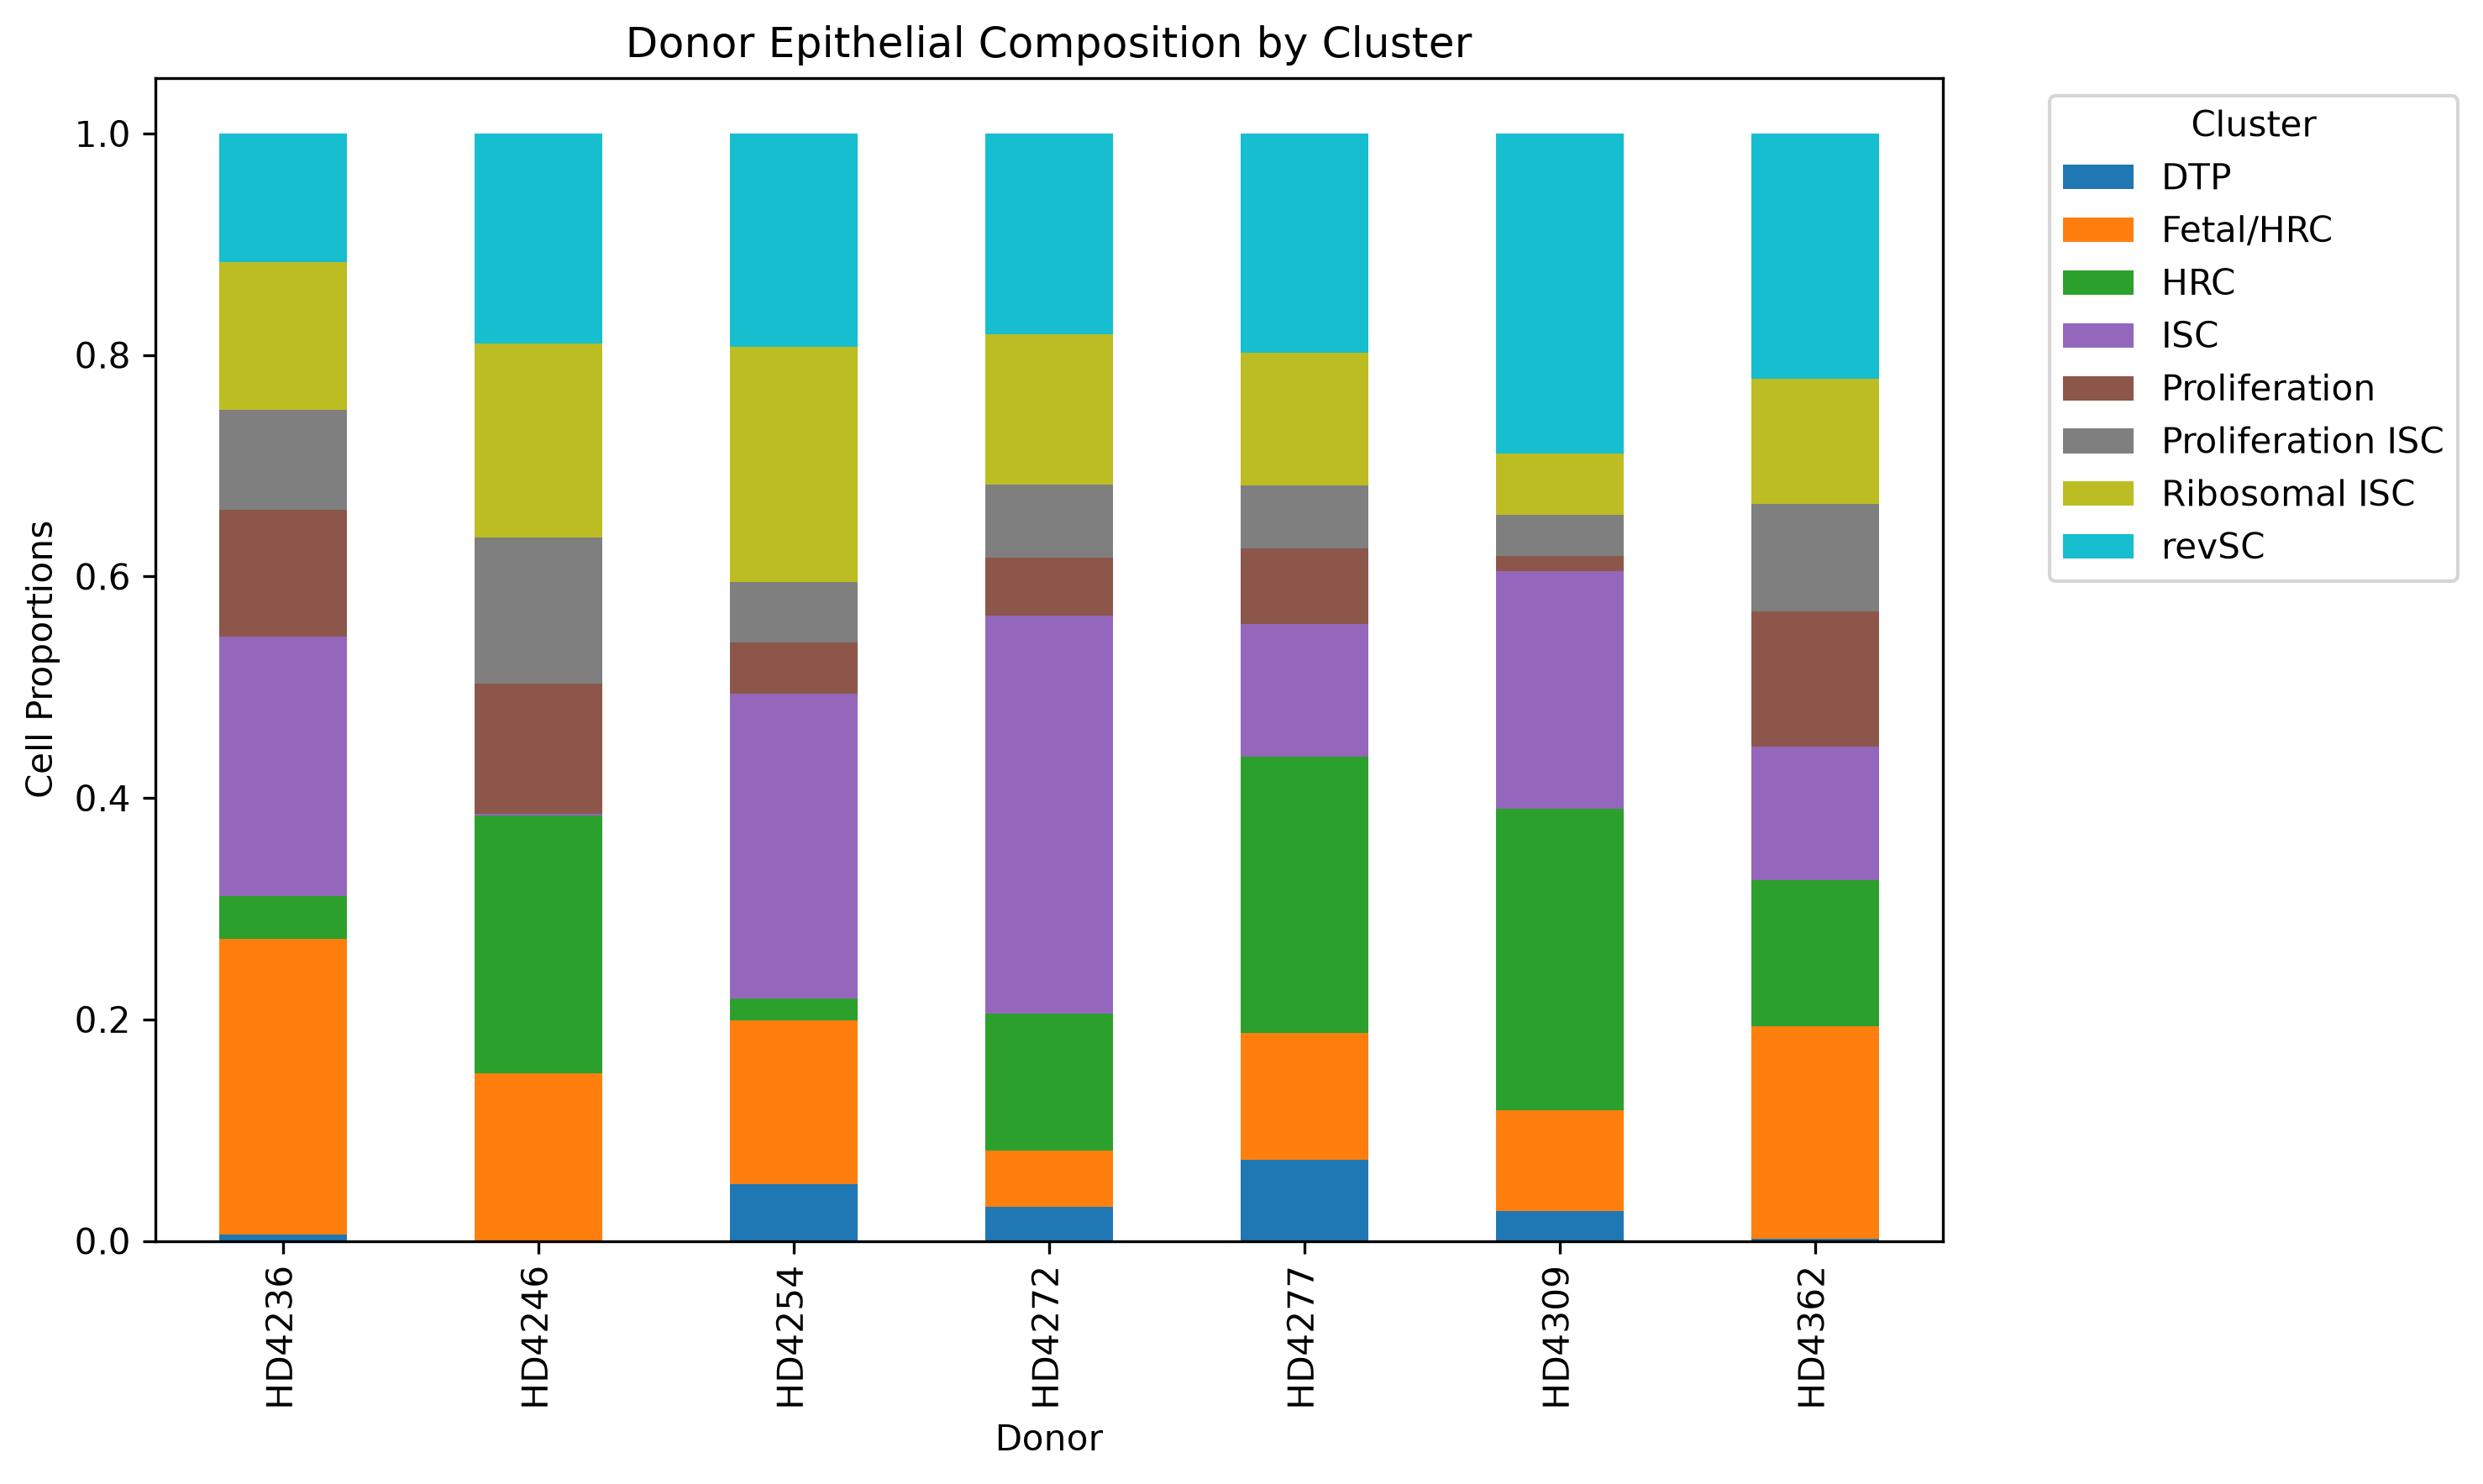 Donor Epithelial Composition by Cluster
Cell Proportions
1.0
0.8
0.6
0.4
0.2
0.0
HD4236
HD4246
HD4254
HD4272
HD4277
HD4309
HD4362
Donor
Cluster
DTP
Fetal/HRC
HRC
ISC
Proliferation
Proliferation ISC
Ribosomal ISC
revSC